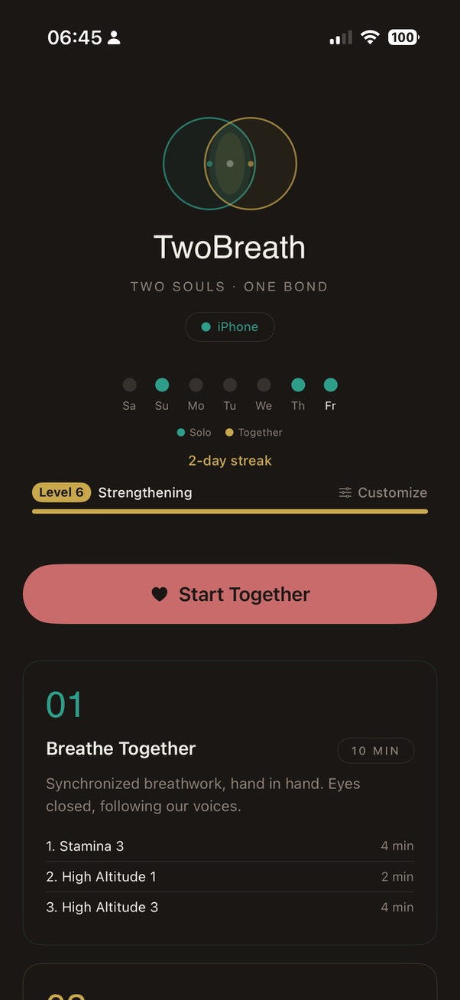 06:45
100
TwoBreath
TWO SOULS · ONE BOND
iPhone
Sa Su Mo Tu We Th Fr
Solo Together
2-day streak
Level 6 Strengthening Customize
Start Together
01
Breathe Together 10 MIN
Synchronized breathwork, hand in hand. Eyes
closed, following our voices.
1. Stamina 3 4 min
2. High Altitude 1 2 min
3. High Altitude 3 4 min